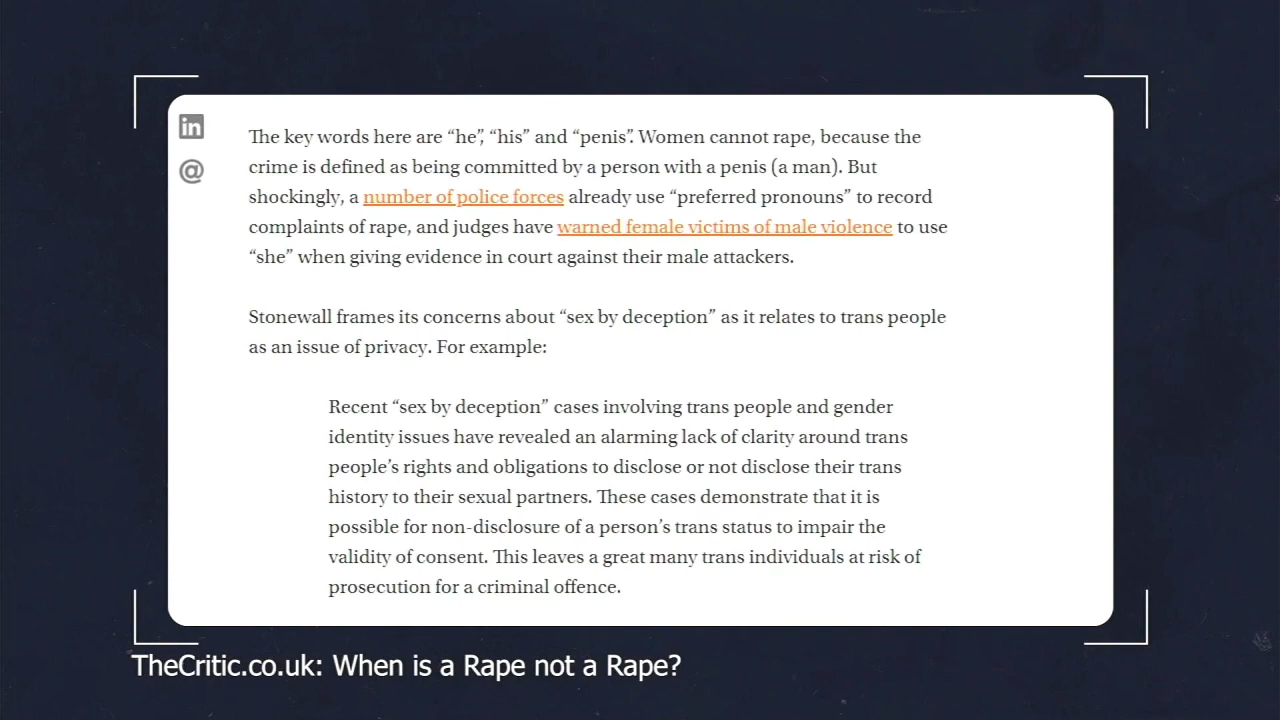 in
@
The key words here are “he”, “his” and “penis”. Women cannot rape, because the
crime is defined as being committed by a person with a penis (a man). But
shockingly, a number of police forces already use “preferred pronouns” to record
complaints of rape, and judges have warned female victims of male violence to use
“she” when giving evidence in court against their male attackers.
Stonewall frames its concerns about “sex by deception” as it relates to trans people
as an issue of privacy. For example:
Recent “sex by deception” cases involving trans people and gender
identity issues have revealed an alarming lack of clarity around trans
people’s rights and obligations to disclose or not disclose their trans
history to their sexual partners. These cases demonstrate that it is
possible for non-disclosure of a person’s trans status to impair the
validity of consent. This leaves a great many trans individuals at risk of
prosecution for a criminal offence.
TheCritic.co.uk: When is a Rape not a Rape?